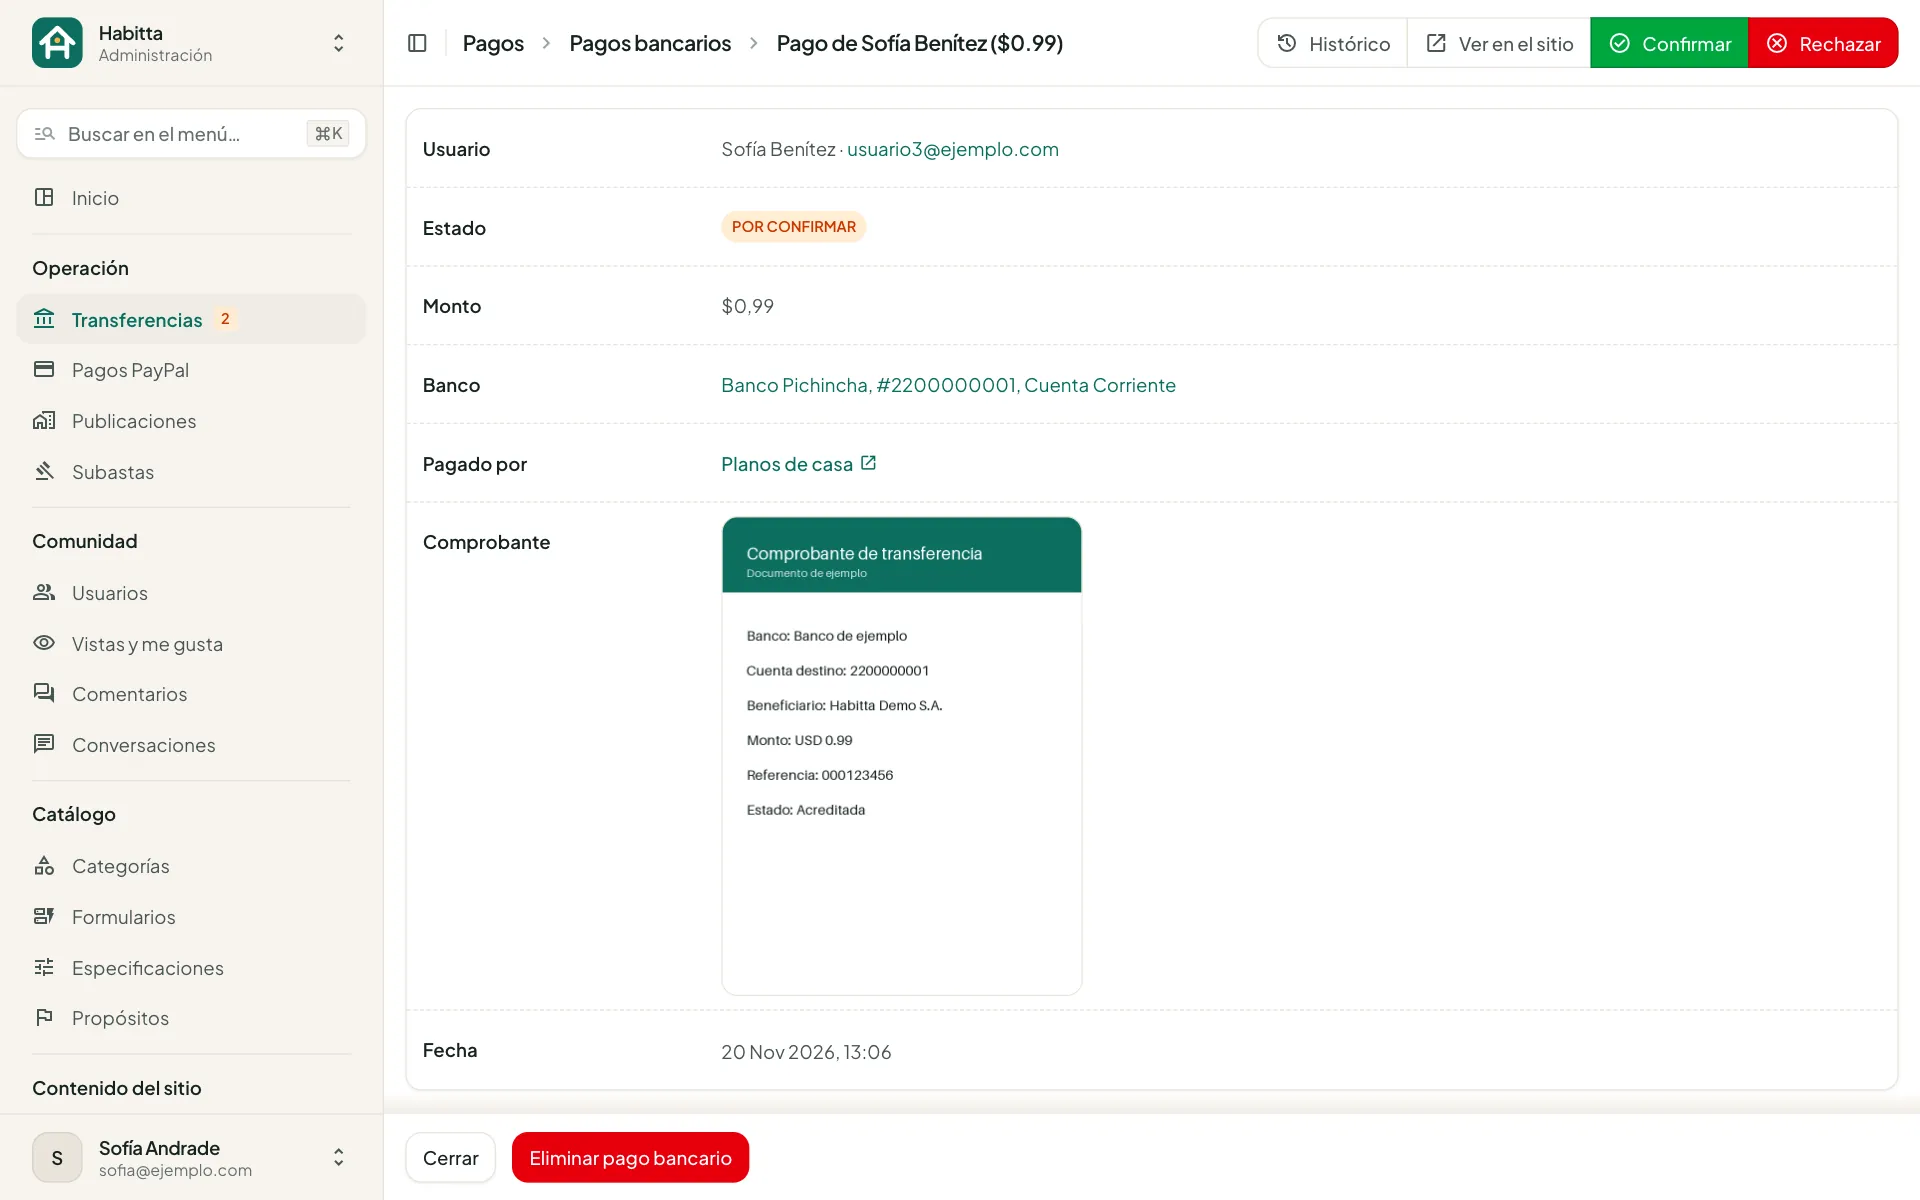 Habitta
Administración
Buscar en el menú...
⌘K
Inicio
Operación
Transferencias 2
Pagos PayPal
Publicaciones
Subastas
Comunidad
Usuarios
Vistas y me gusta
Comentarios
Conversaciones
Catálogo
Categorías
Formularios
Especificaciones
Propósitos
Contenido del sitio
S
Sofía Andrade
sofia@ejemplo.com
Pagos > Pagos bancarios > Pago de Sofía Benítez ($0.99)
Histórico
Ver en el sitio
Confirmar
Rechazar
Usuario
Sofía Benítez · usuario3@ejemplo.com
Estado
POR CONFIRMAR
Monto
$0,99
Banco
Banco Pichincha, #2200000001, Cuenta Corriente
Pagado por
Planos de casa
Comprobante
Comprobante de transferencia
Documento de ejemplo
Banco: Banco de ejemplo
Cuenta destino: 2200000001
Beneficiario: Habitta Demo S.A.
Monto: USD 0.99
Referencia: 000123456
Estado: Acreditada
Fecha
20 Nov 2026, 13:06
Cerrar
Eliminar pago bancario